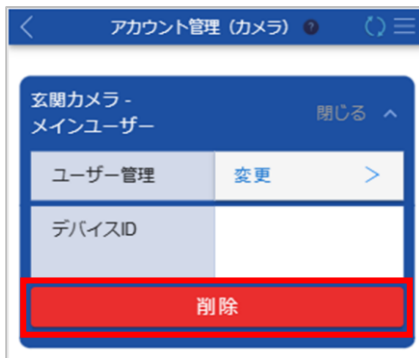 アカウント管理（カメラ） ?
玄関カメラ -
メインユーザー
閉じる
ユーザー管理 変更
デバイスID
削除